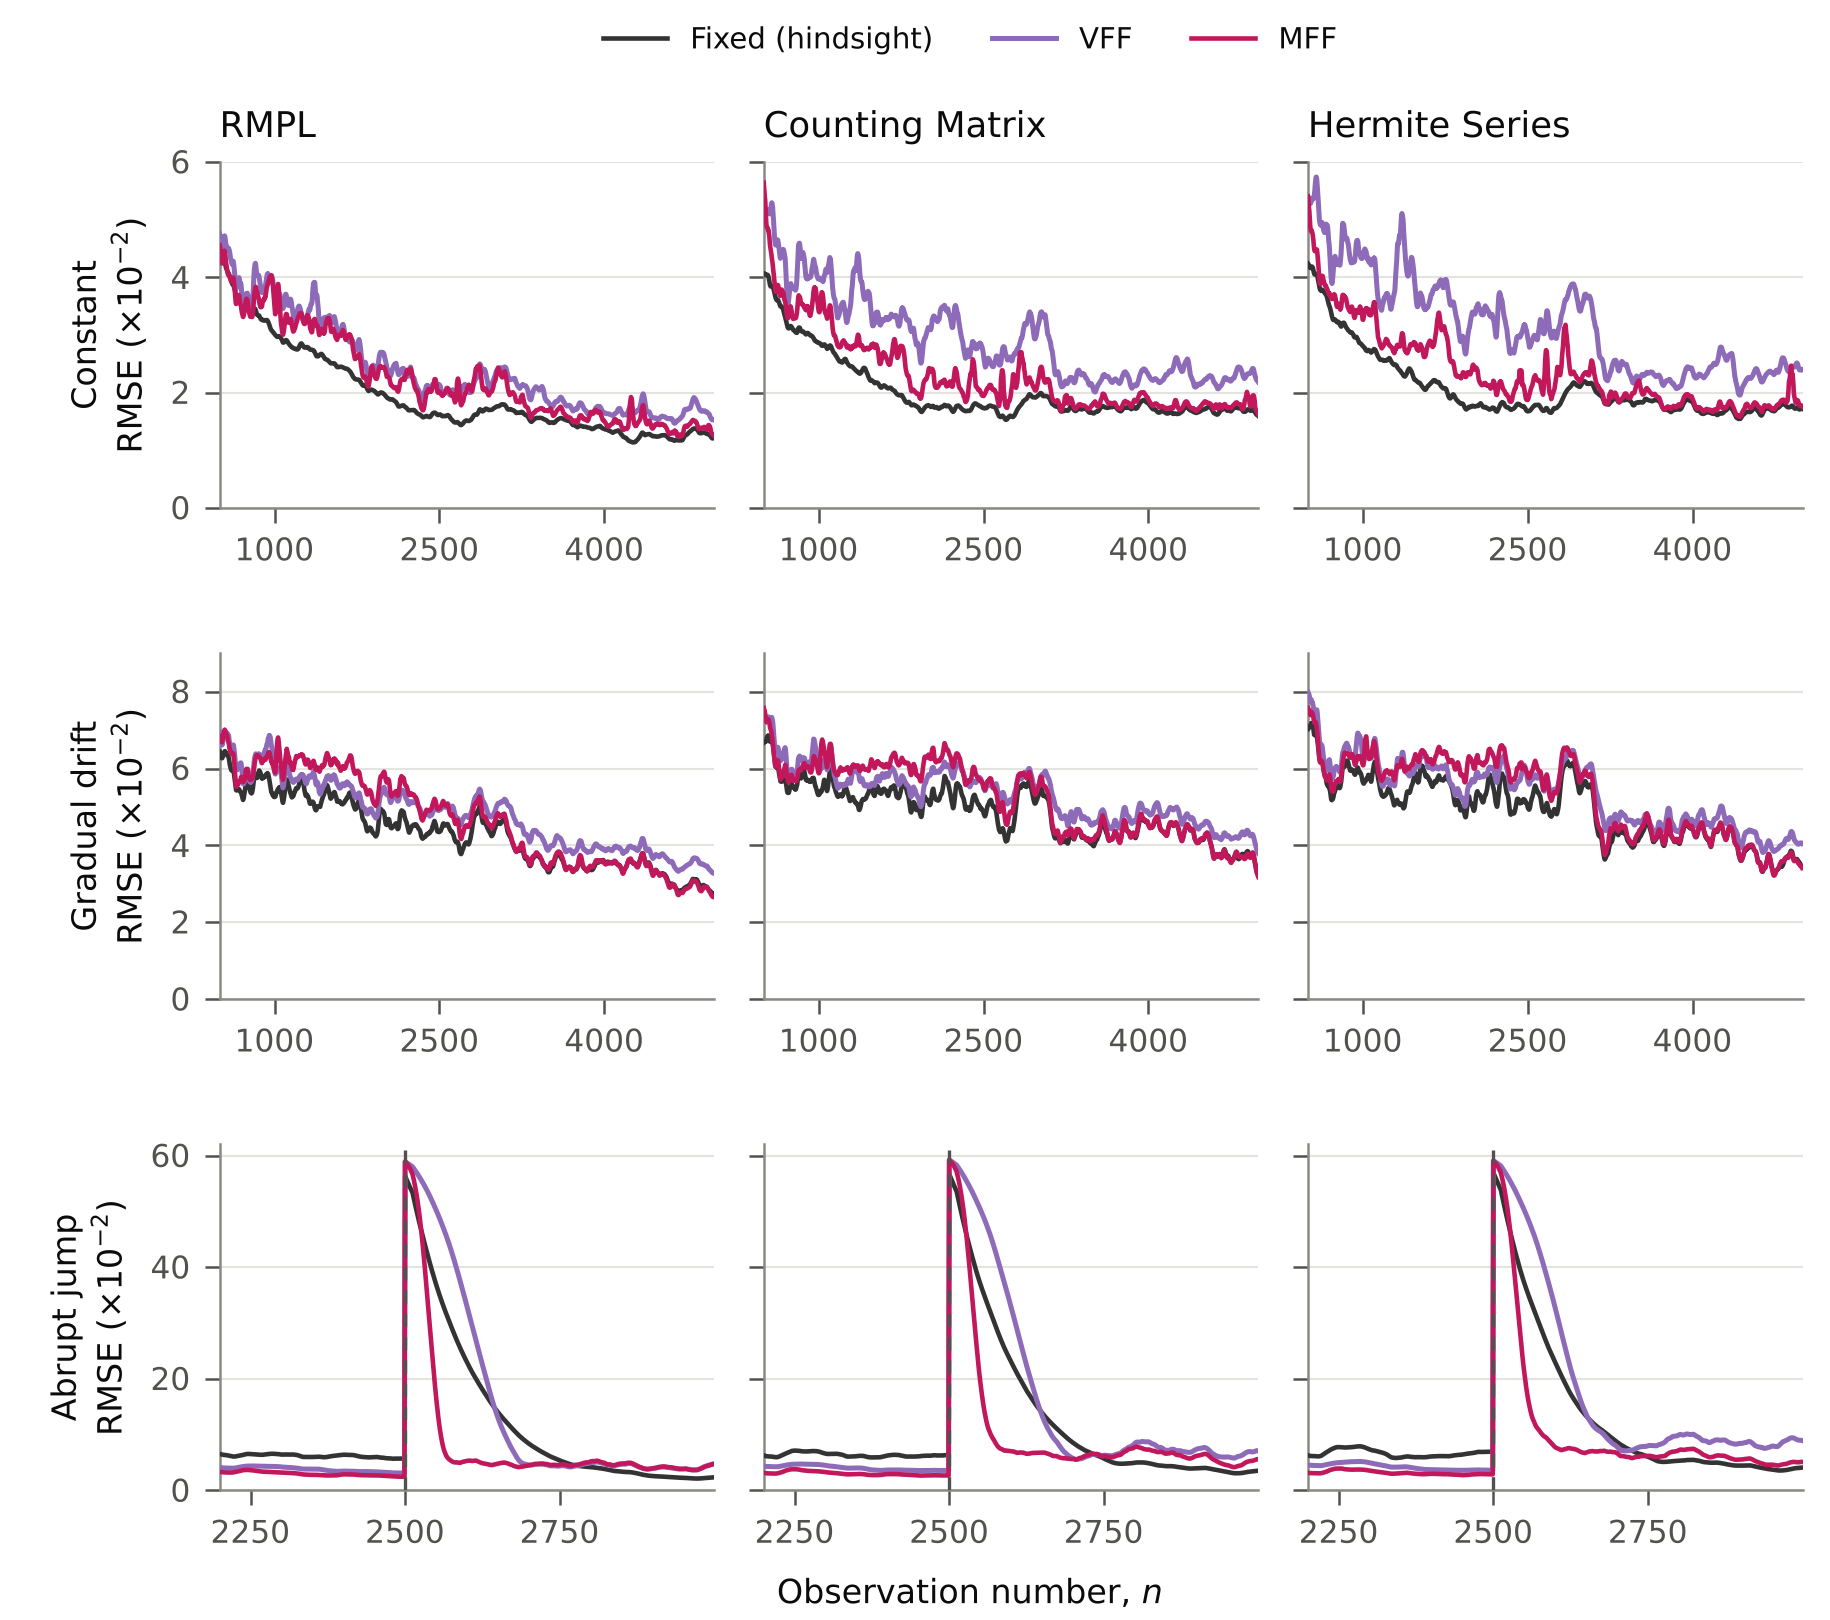 Fixed (hindsight) VFF MFF
RMPL Counting Matrix Hermite Series
Constant
RMSE (×10⁻²)
6
4
2
0
1000 2500 4000 1000 2500 4000 1000 2500 4000
Gradual drift
RMSE (×10⁻²)
8
6
4
2
0
1000 2500 4000 1000 2500 4000 1000 2500 4000
Abrupt jump
RMSE (×10⁻²)
60
40
20
0
2250 2500 2750 2250 2500 2750 2250 2500 2750
Observation number, n